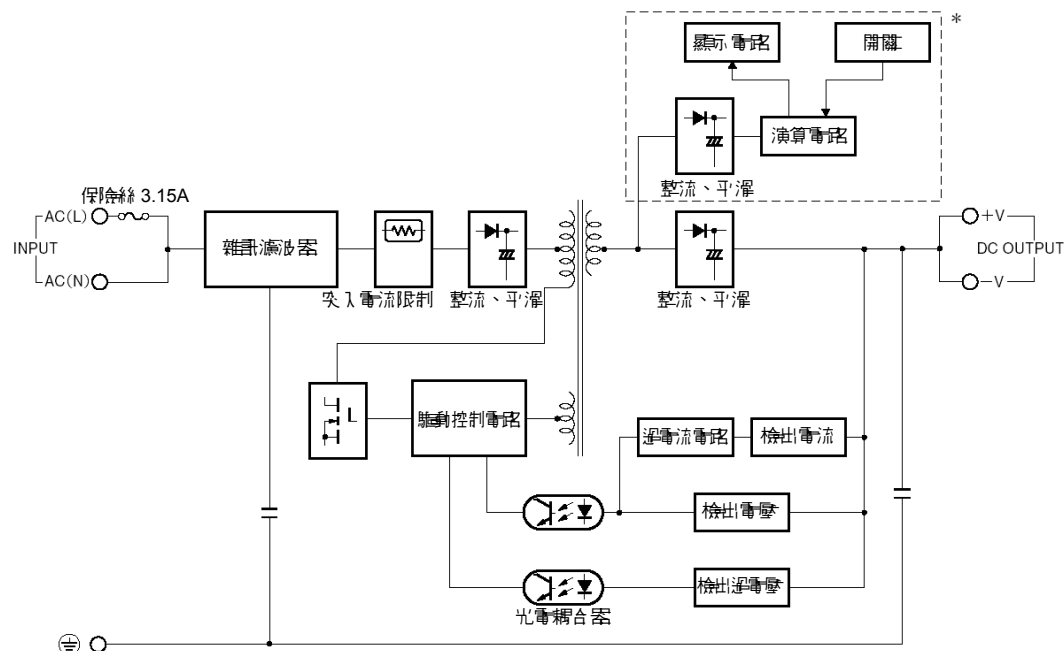 *
顯示電路
開關
演算電路
整流、平滑
保險絲 3.15A
AC(L)
INPUT
AC(N)
雜訊濾波器
突入電流限制
整流、平滑
整流、平滑
+V
DC OUTPUT
−V
驅動控制電路
過電流電路
檢出電流
檢出電壓
檢出過電壓
光電耦合器